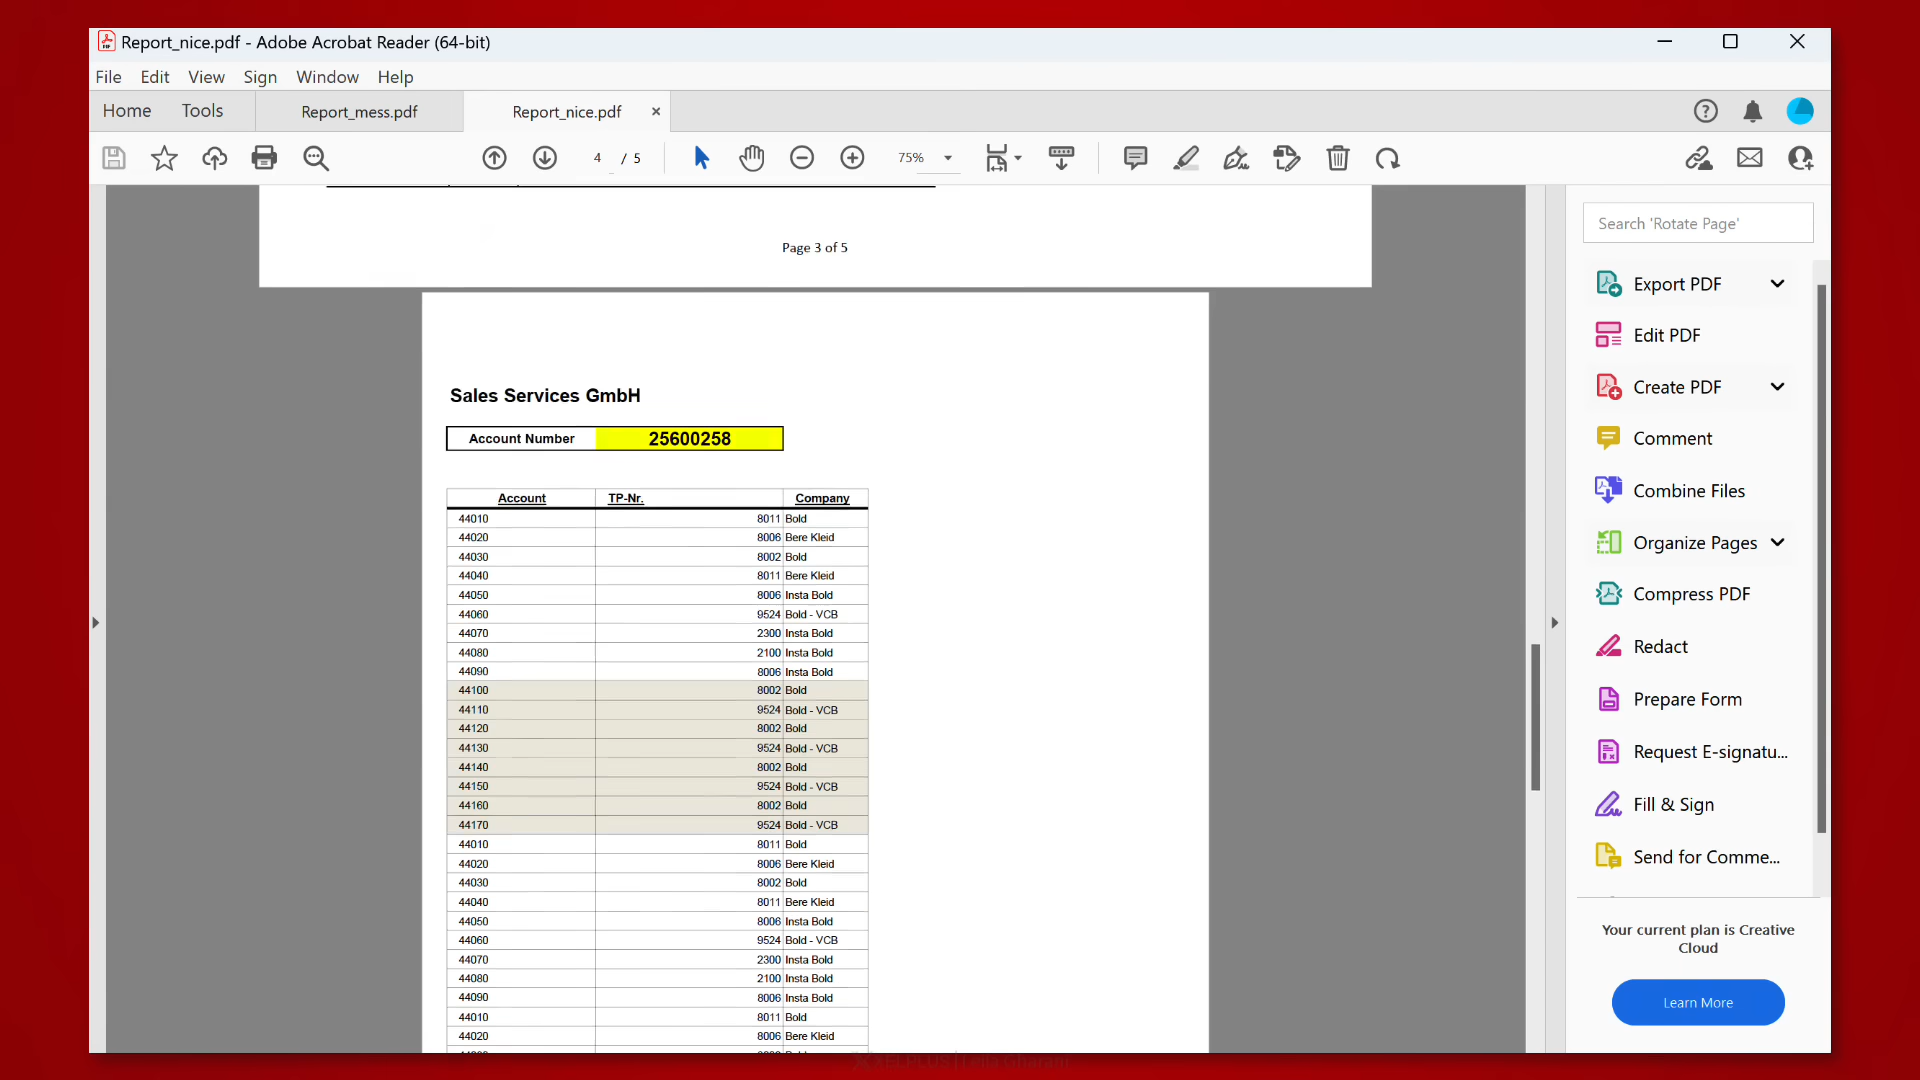 Report_nice.pdf - Adobe Acrobat Reader (64-bit)
File Edit View Sign Window Help
Home Tools Report_mess.pdf Report_nice.pdf
4 / 5 75%
Page 3 of 5
Sales Services GmbH
Account Number 25600258
Account TP-Nr. Company
44010 8011 Bold
44020 8006 Bere Kleid
44030 8002 Bold
44040 8011 Bere Kleid
44050 8006 Insta Bold
44060 9524 Bold - VCB
44070 2300 Insta Bold
44080 2100 Insta Bold
44090 8006 Insta Bold
44100 8002 Bold
44110 9524 Bold - VCB
44120 8002 Bold
44130 9524 Bold - VCB
44140 8002 Bold
44150 9524 Bold - VCB
44160 8002 Bold
44170 9524 Bold - VCB
44010 8011 Bold
44020 8006 Bere Kleid
44030 8002 Bold
44040 8011 Bere Kleid
44050 8006 Insta Bold
44060 9524 Bold - VCB
44070 2300 Insta Bold
44080 2100 Insta Bold
44090 8006 Insta Bold
44010 8011 Bold
44020 8006 Bere Kleid
Search 'Rotate Page'
Export PDF
Edit PDF
Create PDF
Comment
Combine Files
Organize Pages
Compress PDF
Redact
Prepare Form
Request E-signatu...
Fill & Sign
Send for Comme...
Your current plan is Creative
Cloud
Learn More